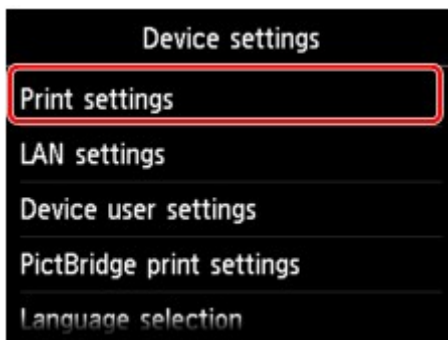 Device settings
Print settings
LAN settings
Device user settings
PictBridge print settings
Language selection